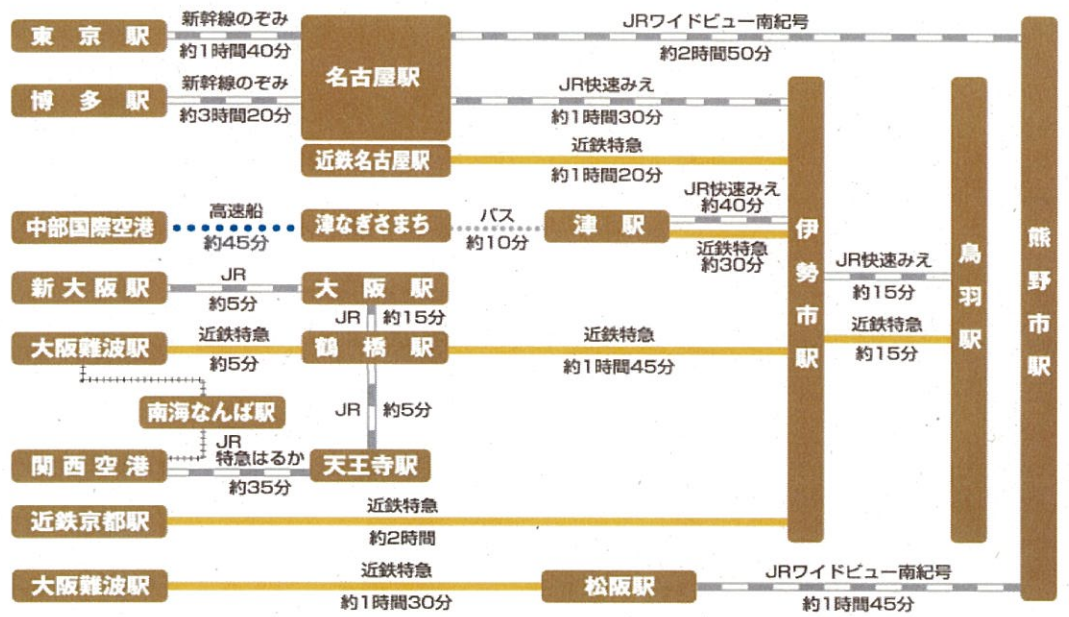 東京駅
新幹線のぞみ
約1時間40分
名古屋駅
JRワイドビュー南紀号
約2時間50分
博多駅
新幹線のぞみ
約3時間20分
JR快速みえ
約1時間30分
近鉄名古屋駅
近鉄特急
約1時間20分
中部国際空港
高速船
約45分
津なぎさまち
バス
約10分
津駅
JR快速みえ
約40分
近鉄特急
約30分
伊勢市駅
JR快速みえ
約15分
近鉄特急
約15分
鳥羽駅
熊野市駅
新大阪駅
JR
約5分
大阪駅
JR
約15分
大阪難波駅
近鉄特急
約5分
鶴橋駅
近鉄特急
約1時間45分
南海なんば駅
JR
約5分
関西空港
JR
特急はるか
約35分
天王寺駅
近鉄京都駅
近鉄特急
約2時間
大阪難波駅
近鉄特急
約1時間30分
松阪駅
JRワイドビュー南紀号
約1時間45分